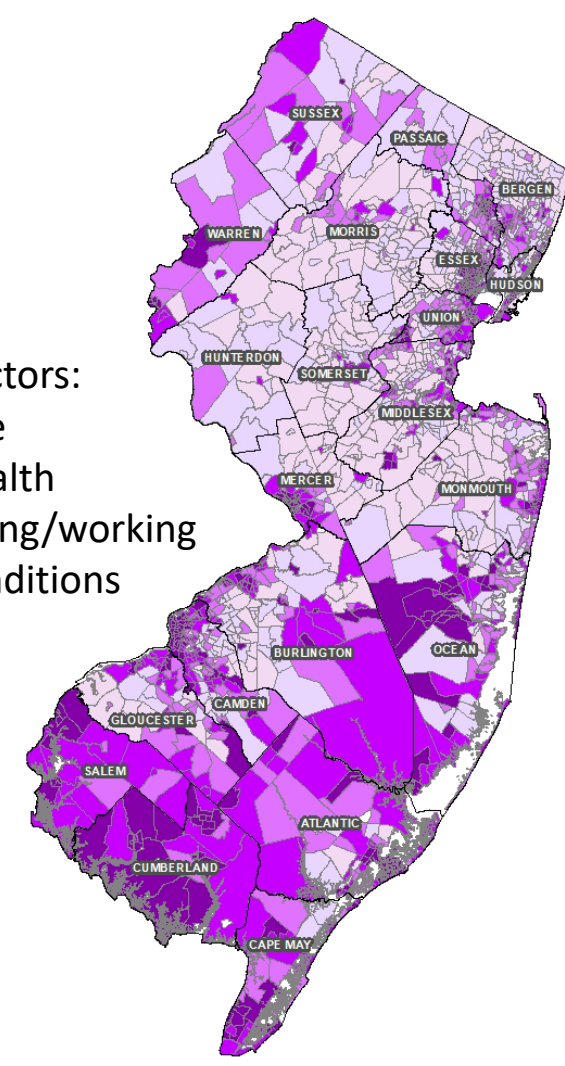 SUSSEX
PASSAIC
BERGEN
WARREN
MORRIS
ESSEX
HUDSON
UNION
HUNTERDON
SOMERSET
ctors:
e
MIDDLESEX
alth
MERCER
MONMOUTH
ing/working
nditions
BURLINGTON
OCEAN
CAMDEN
GLOUCESTER
SALEM
ATLANTIC
CUMBERLAND
CAPE MAY